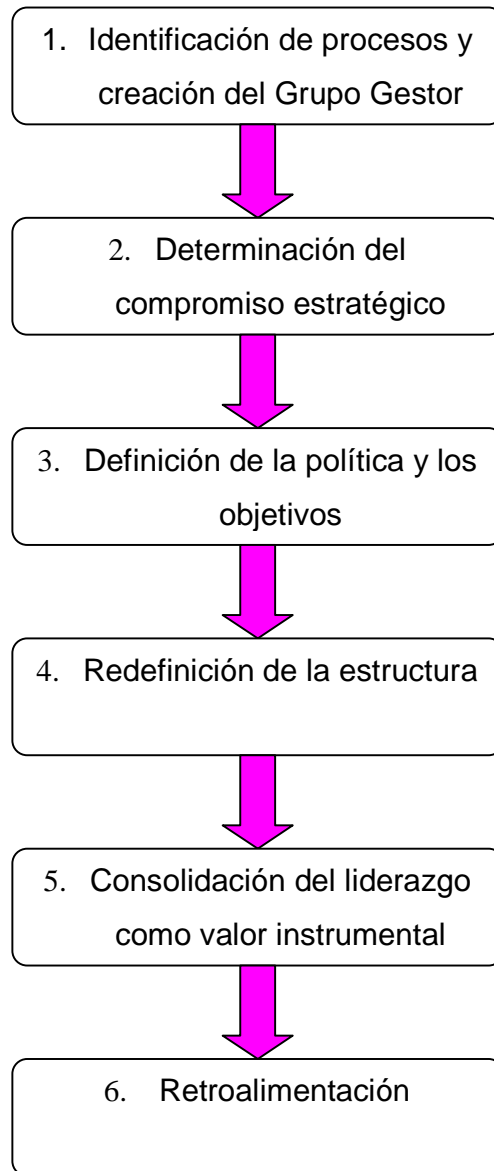 1. Identificación de procesos y
creación del Grupo Gestor
2. Determinación del
compromiso estratégico
3. Definición de la política y los
objetivos
4. Redefinición de la estructura
5. Consolidación del liderazgo
como valor instrumental
6. Retroalimentación